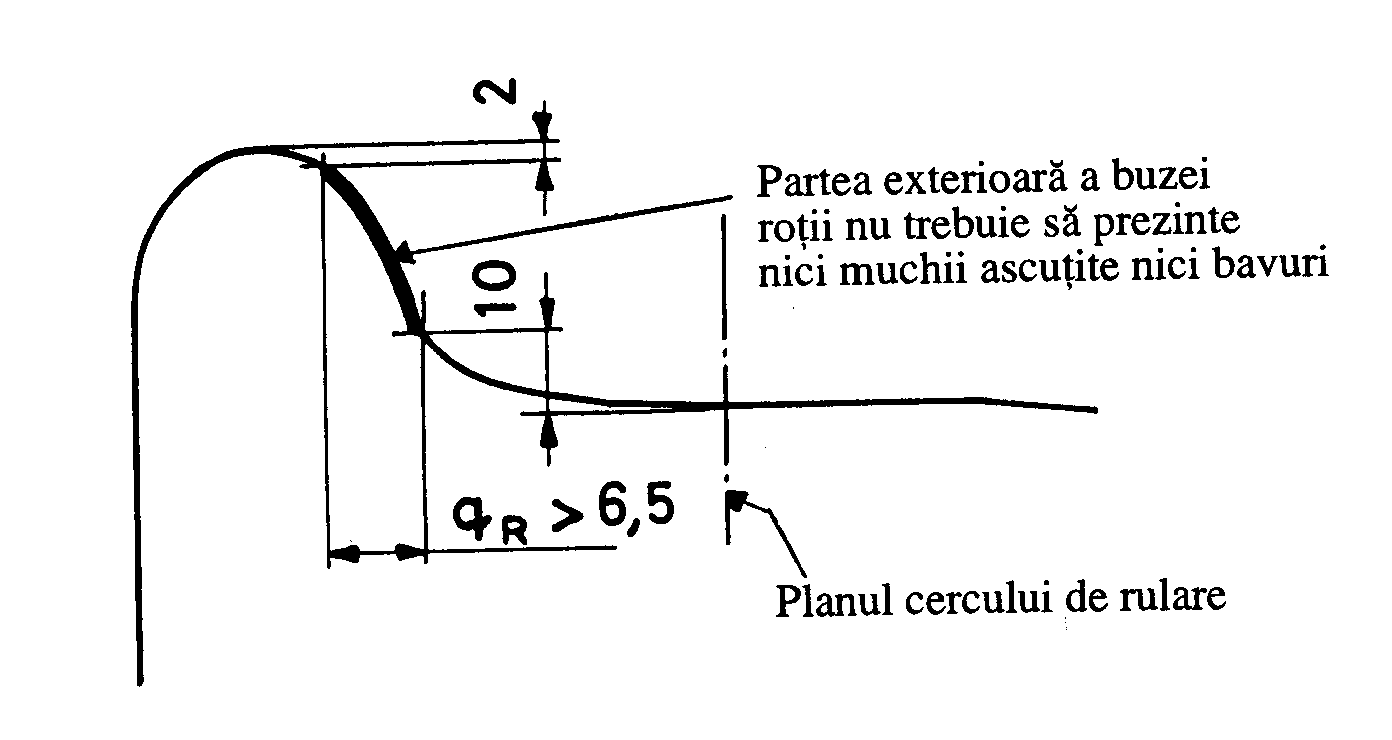 2
Partea exterioară a buzei
roții nu trebuie să prezinte
nici muchii ascuțite nici bavuri
10
qR > 6,5
Planul cercului de rulare